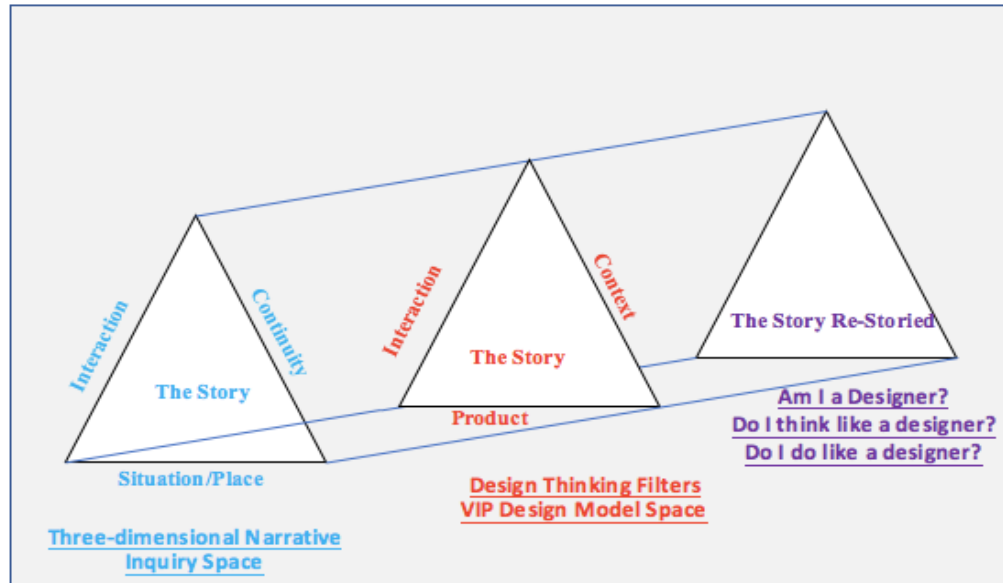 Interaction
Continuity
The Story
Situation/Place
Three-dimensional Narrative
Inquiry Space
Interaction
Context
The Story
Product
Design Thinking Filters
VIP Design Model Space
The Story Re-Storied
Am I a Designer?
Do I think like a designer?
Do I do like a designer?